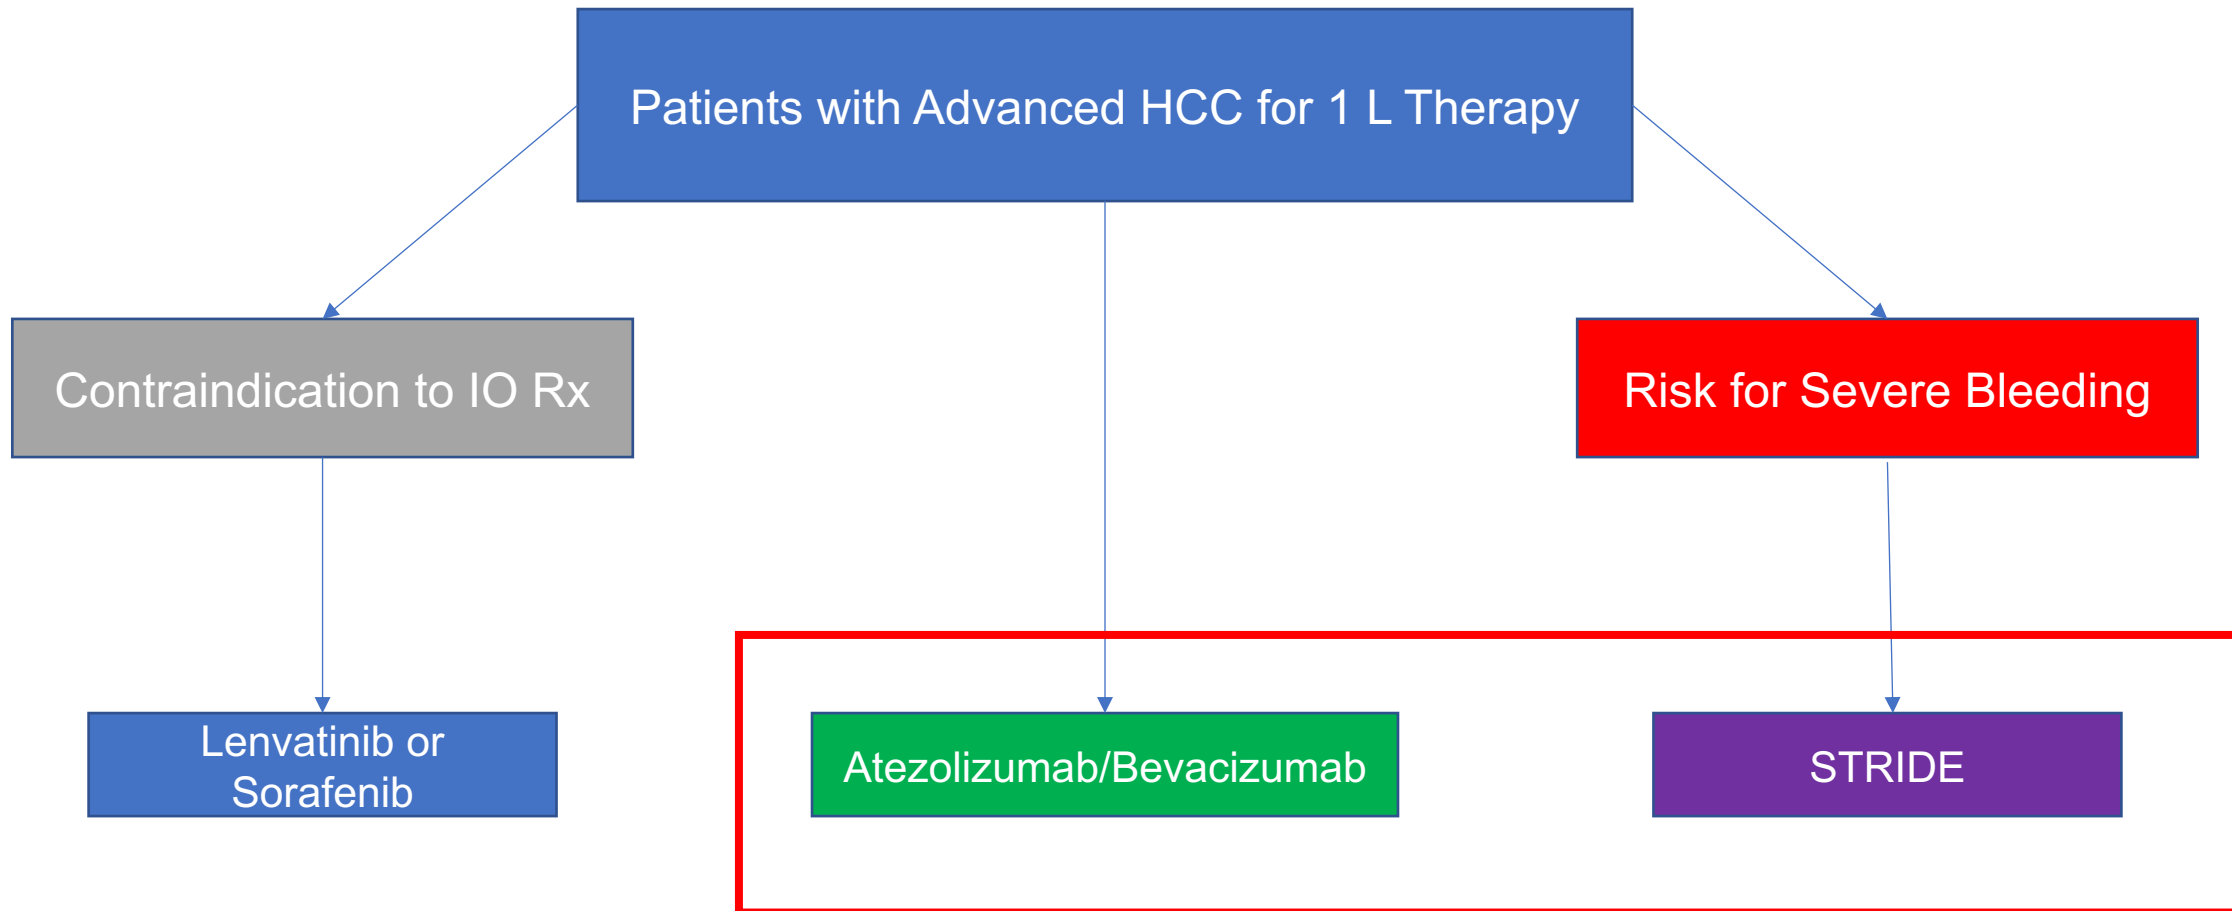 Patients with Advanced HCC for 1 L Therapy
Contraindication to IO Rx
Risk for Severe Bleeding
Lenvatinib or
Sorafenib
Atezolizumab/Bevacizumab
STRIDE